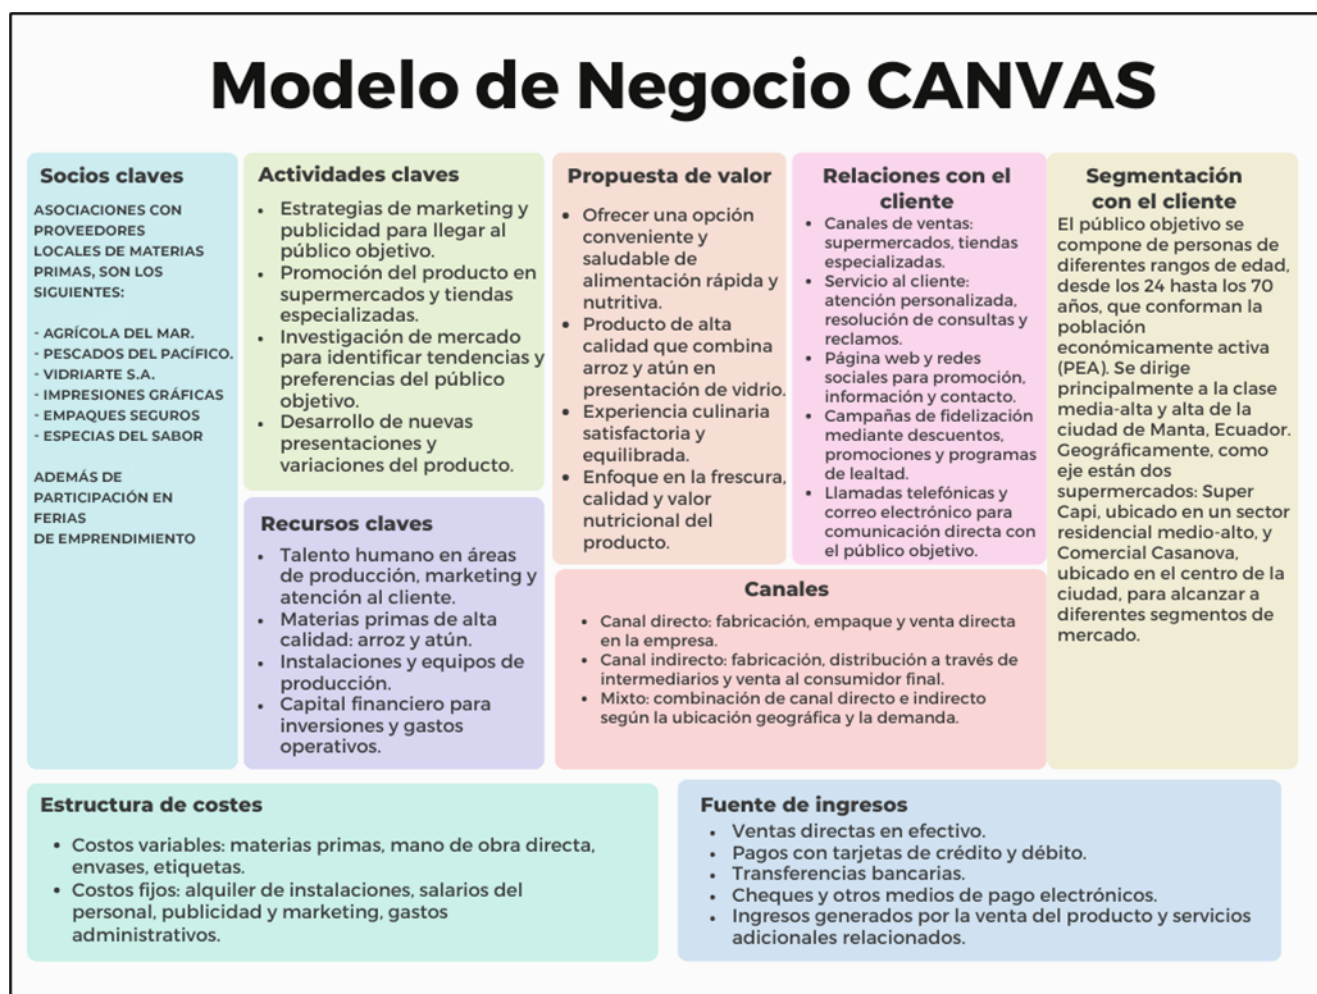 Modelo de Negocio CANVAS
Socios claves
ASOCIACIONES CON
PROVEEDORES
LOCALES DE MATERIAS
PRIMAS, SON LOS
SIGUIENTES:
- AGRÍCOLA DEL MAR.
- PESCADOS DEL PACÍFICO.
- VIDRIARTE S.A.
- IMPRESIONES GRÁFICAS
- EMPAQUES SEGUROS
- ESPECIAS DEL SABOR
ADEMÁS DE
PARTICIPACIÓN EN
FERIAS
DE EMPRENDIMIENTO
Actividades claves
• Estrategias de marketing y
publicidad para llegar al
público objetivo.
• Promoción del producto en
supermercados y tiendas
especializadas.
• Investigación de mercado
para identificar tendencias y
preferencias del público
objetivo.
• Desarrollo de nuevas
presentaciones y
variaciones del producto.
Recursos claves
• Talento humano en áreas
de producción, marketing y
atención al cliente.
• Materias primas de alta
calidad: arroz y atún.
• Instalaciones y equipos de
producción.
• Capital financiero para
inversiones y gastos
operativos.
Propuesta de valor
• Ofrecer una opción
conveniente y
saludable de
alimentación rápida y
nutritiva.
• Producto de alta
calidad que combina
arroz y atún en
presentación de vidrio.
• Experiencia culinaria
satisfactoria y
equilibrada.
• Enfoque en la frescura,
calidad y valor
nutricional del
producto.
Relaciones con el
cliente
• Canales de ventas:
supermercados, tiendas
especializadas.
• Servicio al cliente:
atención personalizada,
resolución de consultas y
reclamos.
• Página web y redes
sociales para promoción,
información y contacto.
• Campañas de fidelización
mediante descuentos,
promociones y programas
de lealtad.
• Llamadas telefónicas y
correo electrónico para
comunicación directa con
el público objetivo.
Canales
• Canal directo: fabricación, empaque y venta directa
en la empresa.
• Canal indirecto: fabricación, distribución a través de
intermediarios y venta al consumidor final.
• Mixto: combinación de canal directo e indirecto
según la ubicación geográfica y la demanda.
Segmentación
con el cliente
El público objetivo se
compone de personas de
diferentes rangos de edad,
desde los 24 hasta los 70
años, que conforman la
población
económicamente activa
(PEA). Se dirige
principalmente a la clase
media-alta y alta de la
ciudad de Manta, Ecuador.
Geográficamente, como
eje están dos
supermercados: Super
Capi, ubicado en un sector
residencial medio-alto, y
Comercial Casanova,
ubicado en el centro de la
ciudad, para alcanzar a
diferentes segmentos de
mercado.
Estructura de costes
• Costos variables: materias primas, mano de obra directa,
envases, etiquetas.
• Costos fijos: alquiler de instalaciones, salarios del
personal, publicidad y marketing, gastos
administrativos.
Fuente de ingresos
• Ventas directas en efectivo.
• Pagos con tarjetas de crédito y débito.
• Transferencias bancarias.
• Cheques y otros medios de pago electrónicos.
• Ingresos generados por la venta del producto y servicios
adicionales relacionados.